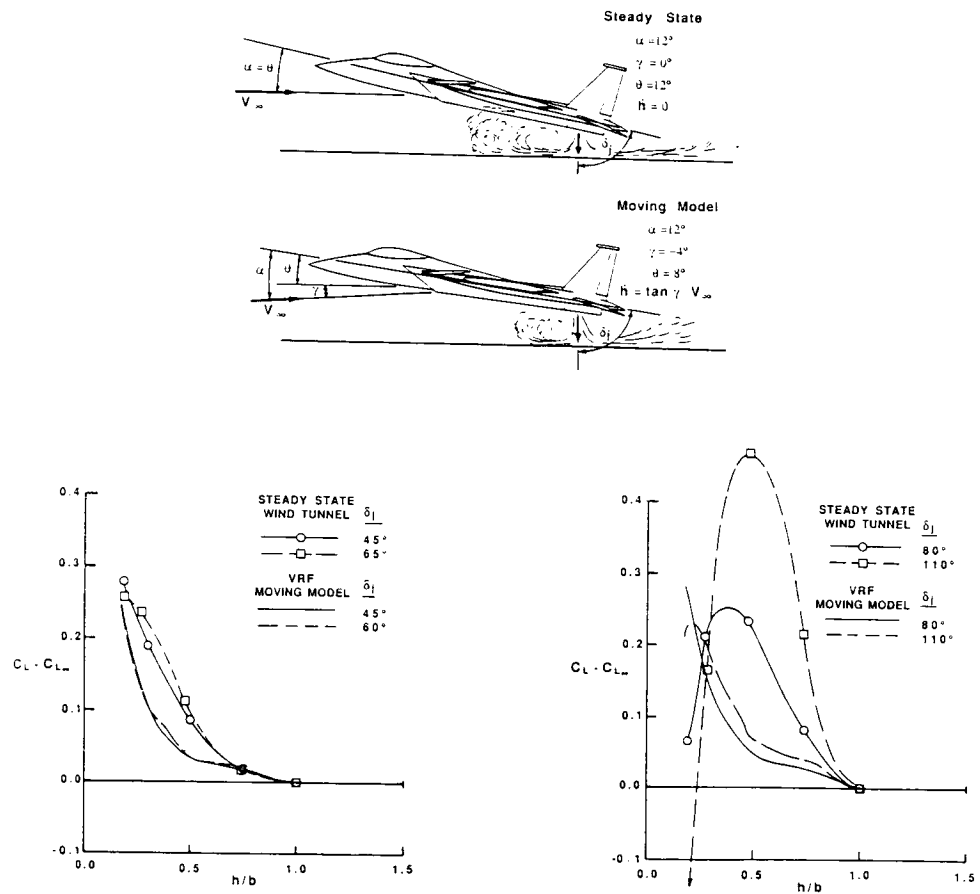 Steady State
α =12°
γ = 0°
θ =12°
ḣ = 0
α = θ
V∞
δj
Moving Model
α =12°
γ = −4°
θ = 8°
ḣ = tan γ V∞
α
θ
γ
V∞
δj
0.4
0.3
0.2
0.1
0.0
-0.1
CL - CL∞
0.0
0.5
1.0
1.5
h/b
STEADY STATE
WIND TUNNEL δj
45°
65°
VRF
MOVING MODEL δj
45°
60°
0.4
0.3
0.2
0.1
0.0
-0.1
CL - CL∞
0.0
0.5
1.0
1.5
h/b
STEADY STATE
WIND TUNNEL δj
80°
110°
VRF
MOVING MODEL δj
80°
110°